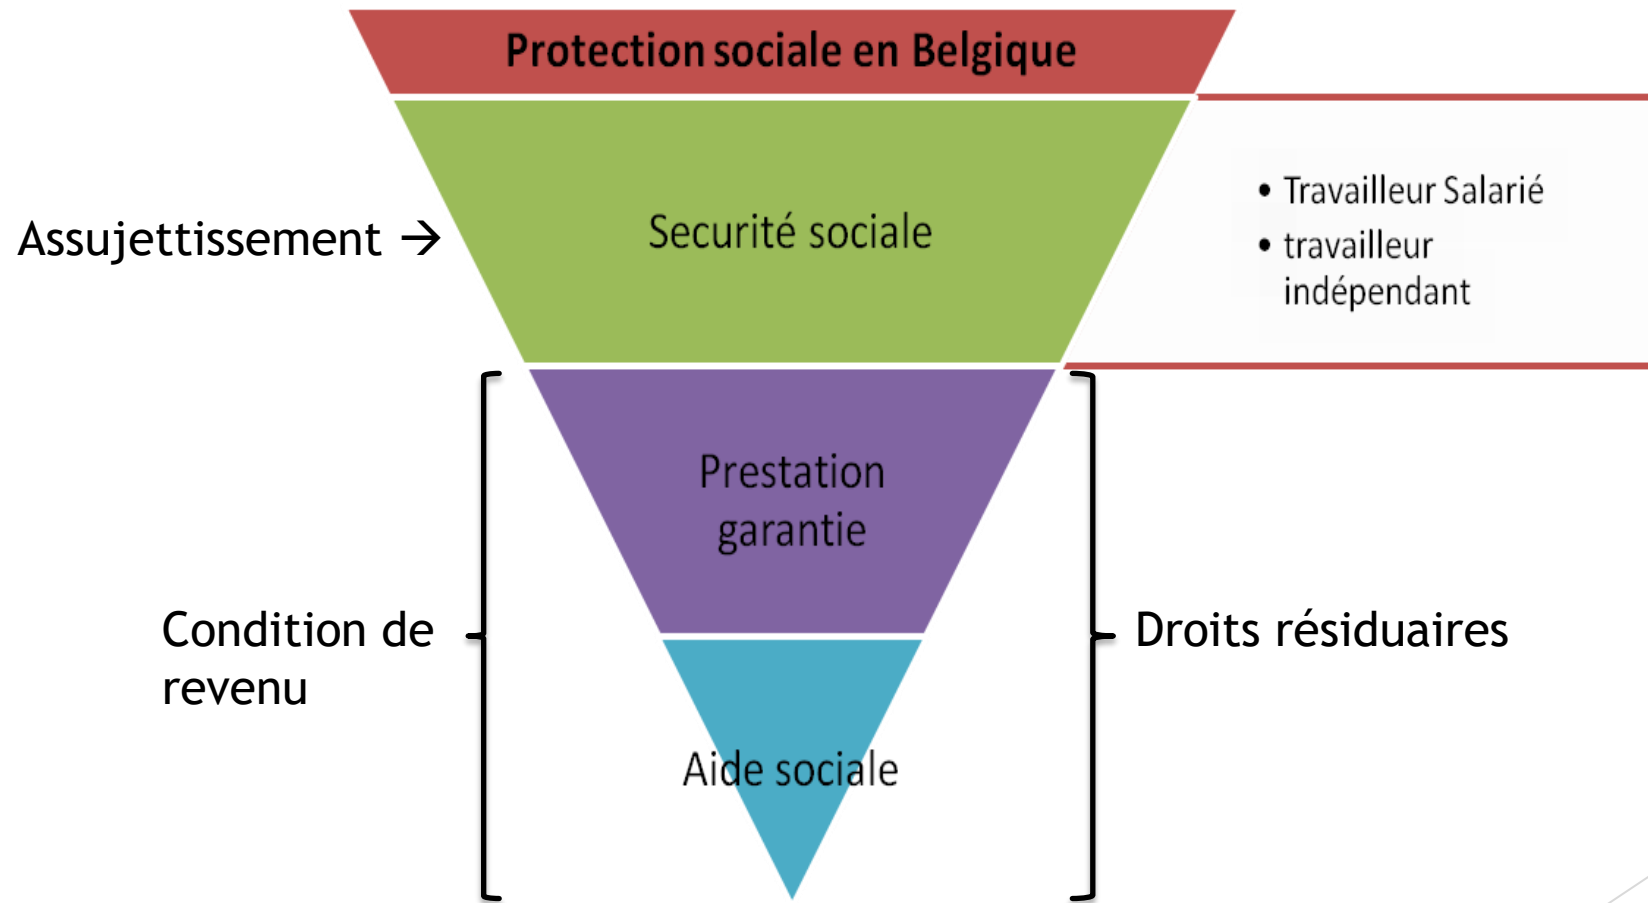 Protection sociale en Belgique
Assujettissement →
Securité sociale
• Travailleur Salarié
• travailleur
indépendant
Prestation
garantie
Condition de
revenu
Droits résiduaires
Aide sociale